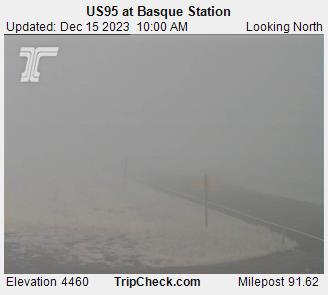 US95 at Basque Station
Updated: Dec 15 2023 10:00 AM Looking North
Elevation 4460 TripCheck.com Milepost 91.62